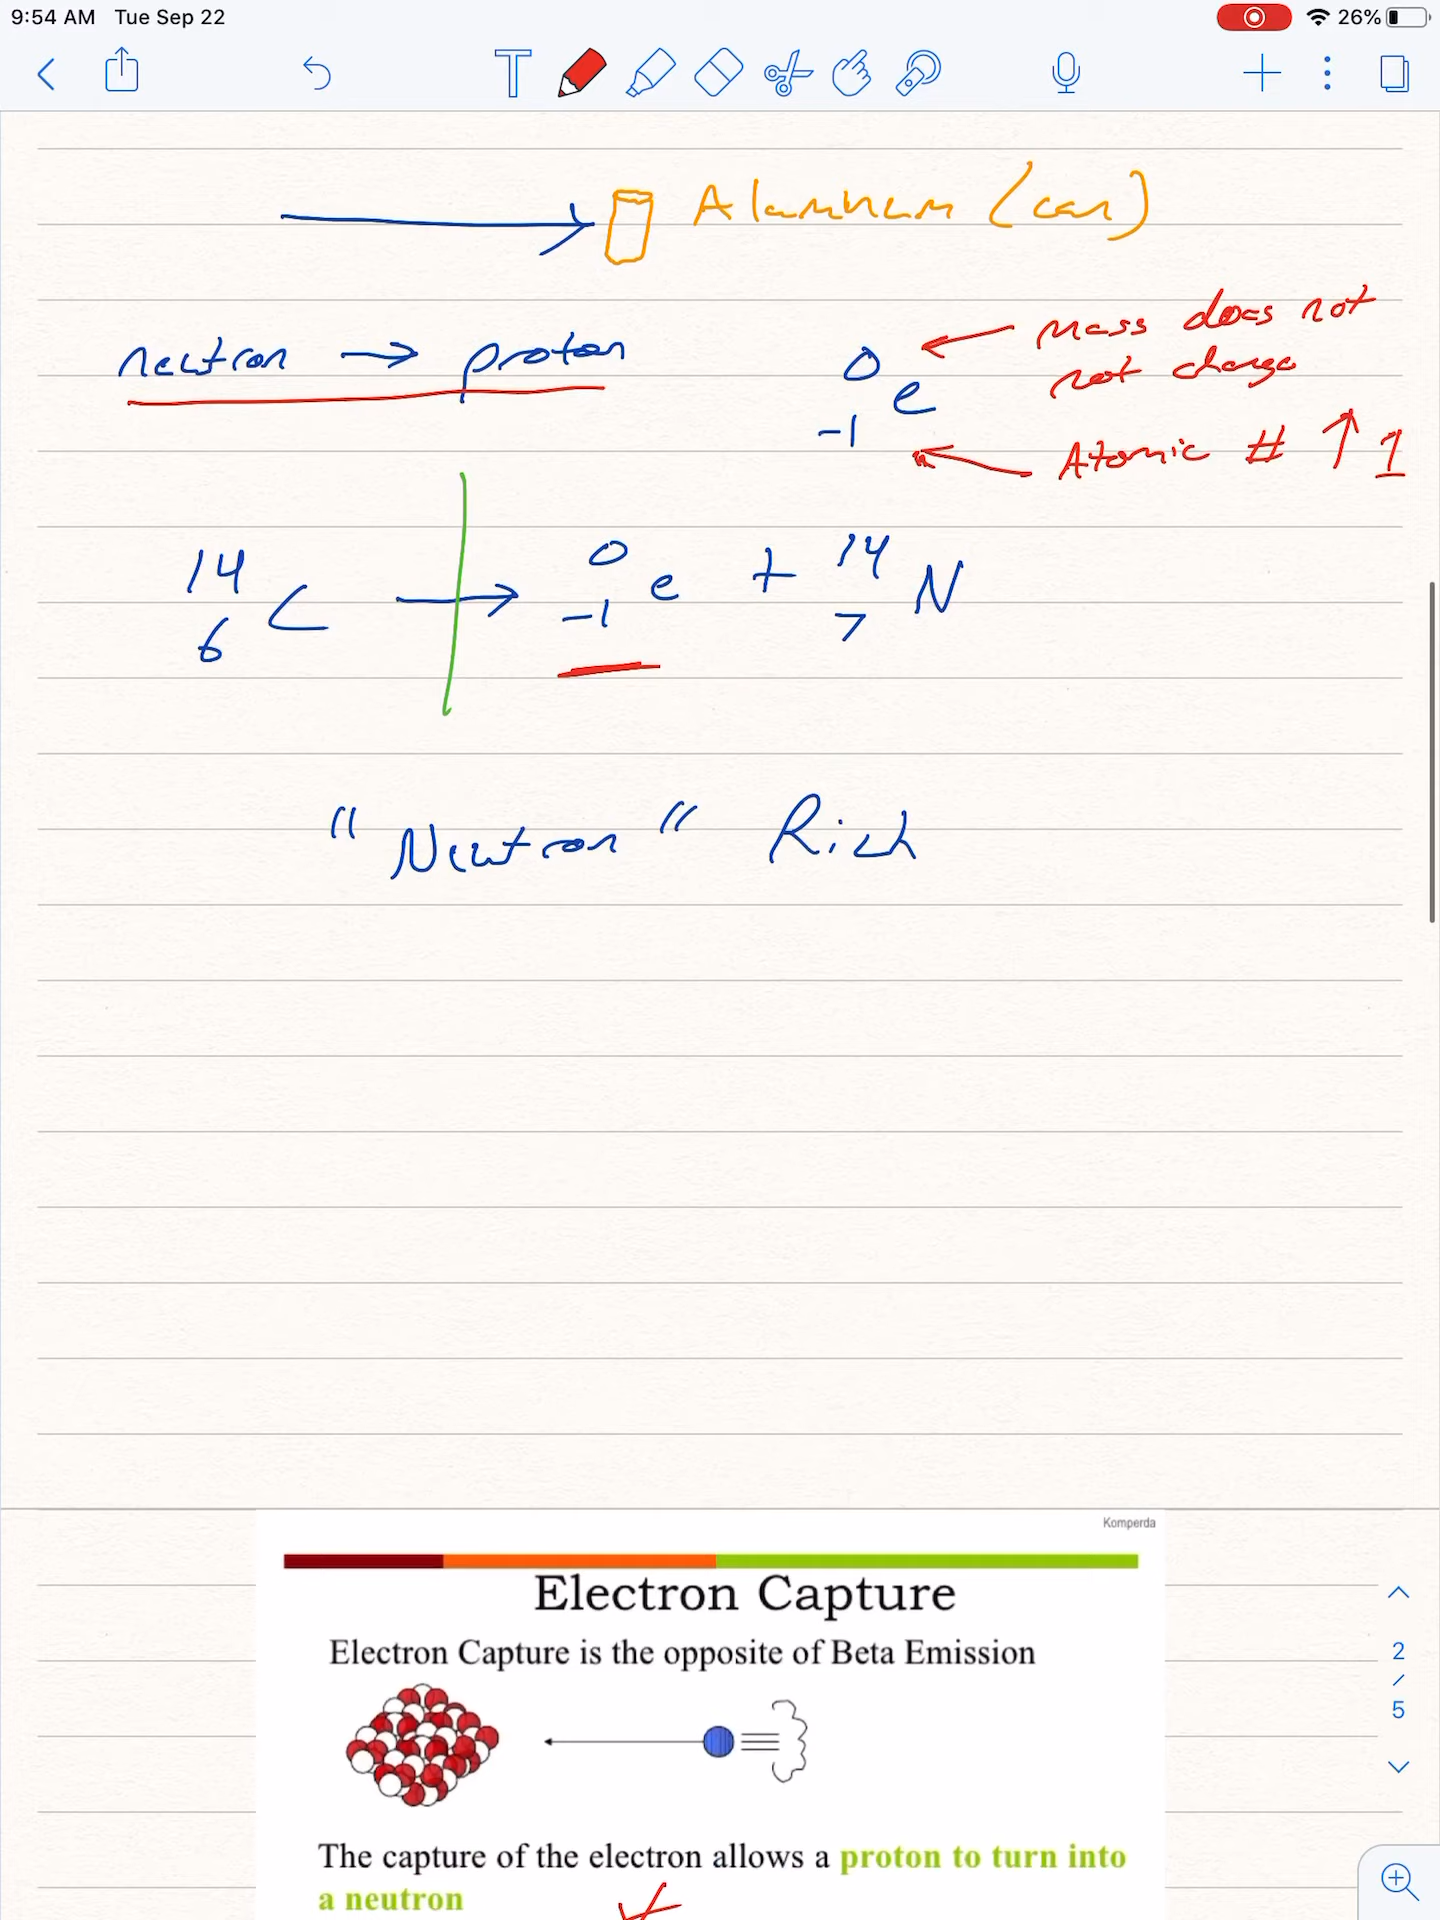 9:54 AM Tue Sep 22
26%
Aluminum (can)
neutron → proton
0
-1 e
← Mass does not
not change
← Atomic # ↑ 1
14
6 C → 0
-1 e + 14
7 N
"Neutron" Rich
Komperda
Electron Capture
Electron Capture is the opposite of Beta Emission
The capture of the electron allows a proton to turn into
a neutron
2
/
5